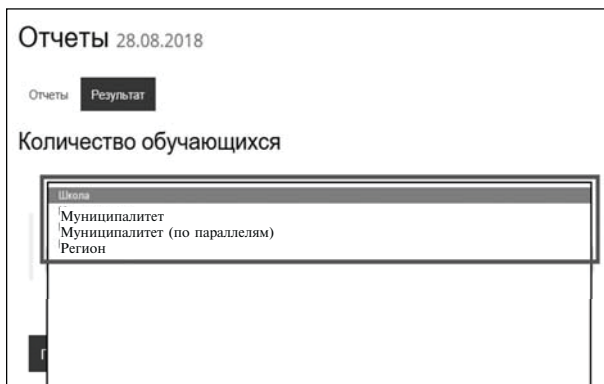 Отчеты 28.08.2018
Отчеты Результат
Количество обучающихся
Школа
Муниципалитет
Муниципалитет (по параллелям)
Регион